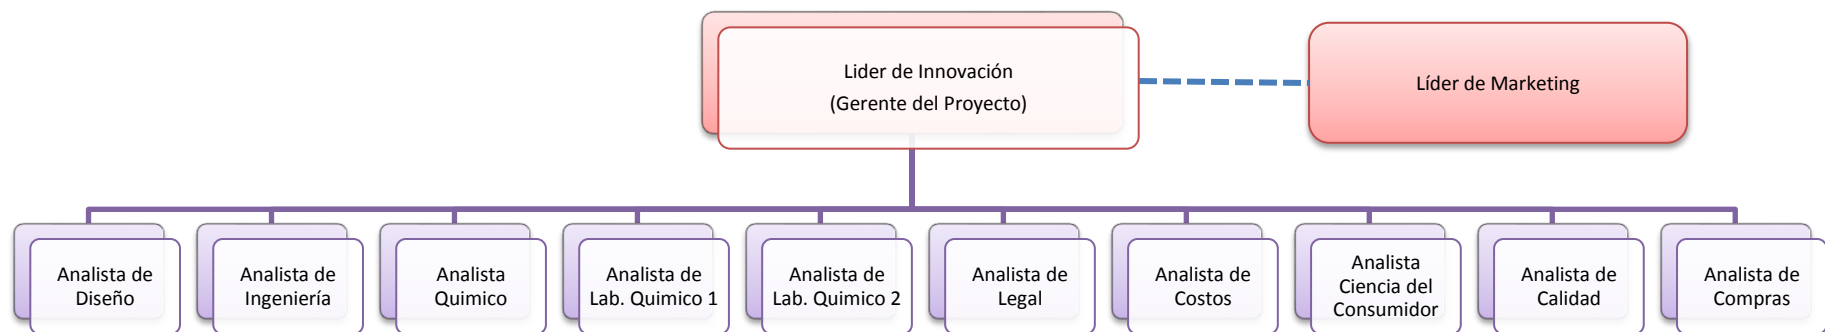 Lider de Innovación
(Gerente del Proyecto)
Líder de Marketing
Analista de
Diseño
Analista de
Ingeniería
Analista
Quimico
Analista de
Lab. Quimico 1
Analista de
Lab. Quimico 2
Analista de
Legal
Analista de
Costos
Analista
Ciencia del
Consumidor
Analista de
Calidad
Analista de
Compras